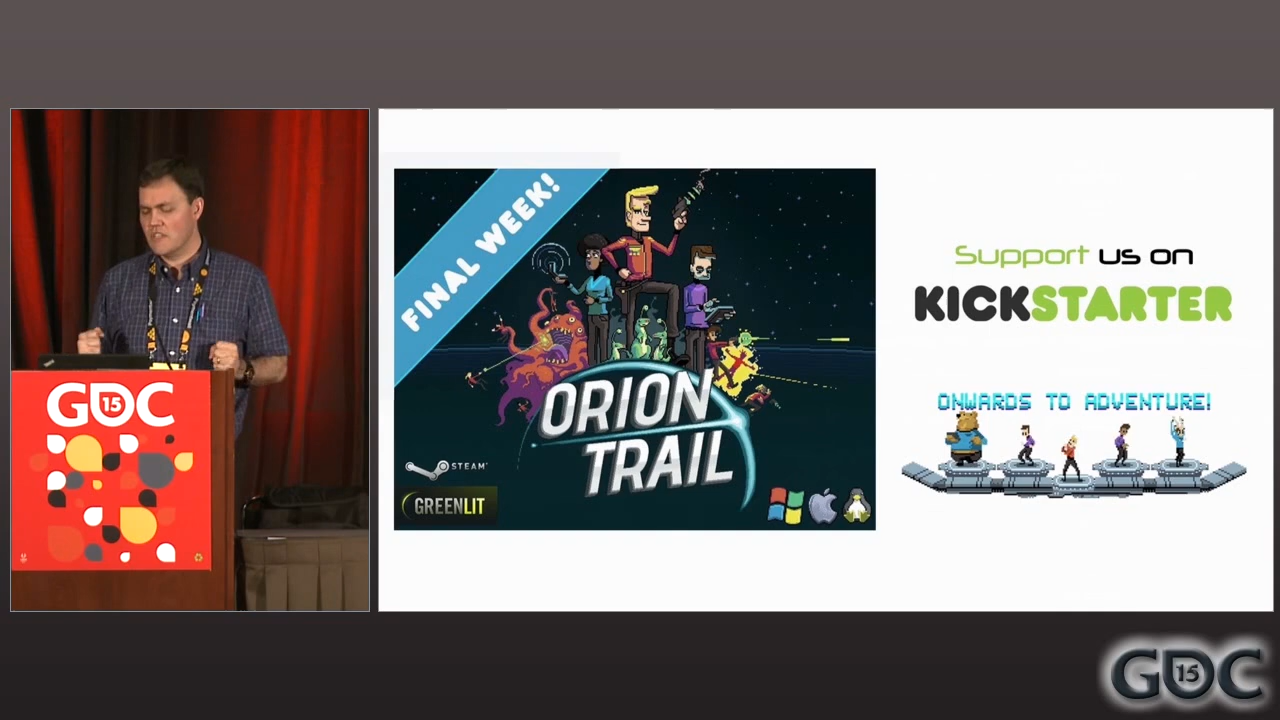 GDC
15
FINAL WEEK!
ORION
TRAIL
STEAM
GREENLIT
Support us on
KICKSTARTER
ONWARDS TO ADVENTURE!
GDC
15